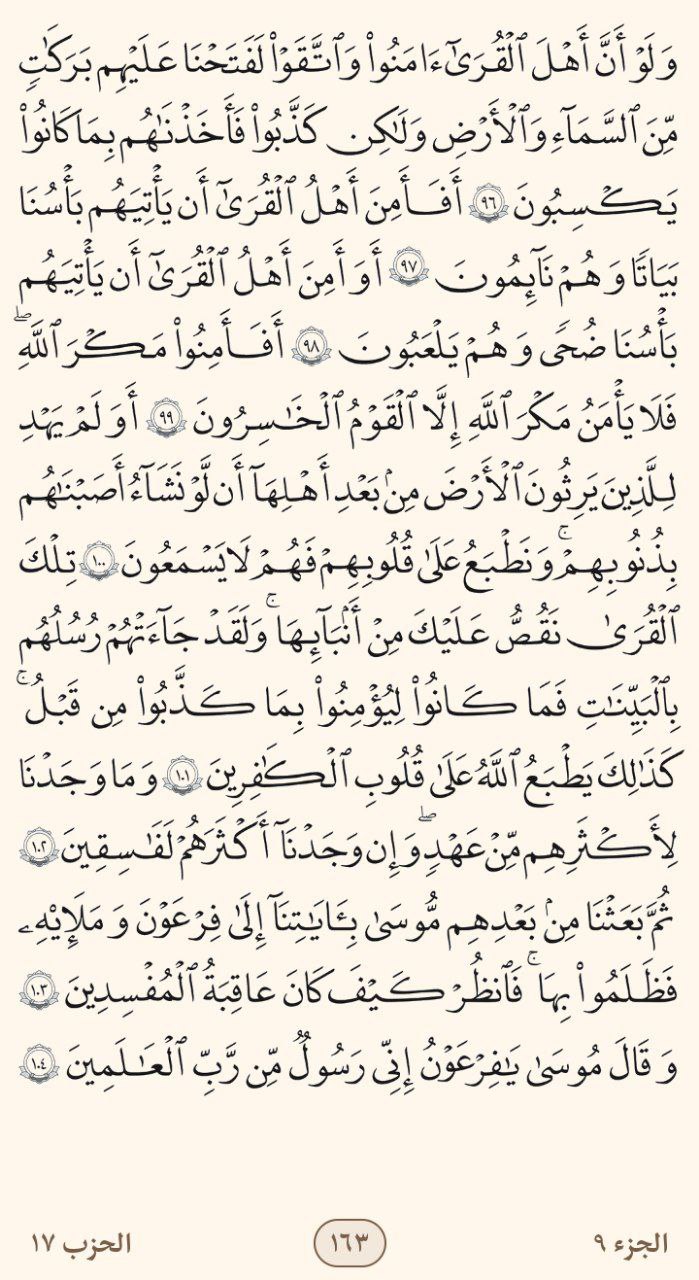 وَلَوۡ أَنَّ أَهۡلَ ٱلۡقُرَىٰٓ ءَامَنُواْ وَٱتَّقَوۡاْ لَفَتَحۡنَا عَلَيۡهِم بَرَكَٰتٖ
مِّنَ ٱلسَّمَآءِ وَٱلۡأَرۡضِ وَلَٰكِن كَذَّبُواْ فَأَخَذۡنَٰهُم بِمَا كَانُواْ
يَكۡسِبُونَ ٩٦ أَفَأَمِنَ أَهۡلُ ٱلۡقُرَىٰٓ أَن يَأۡتِيَهُم بَأۡسُنَا
بَيَٰتٗا وَهُمۡ نَآئِمُونَ ٩٧ أَوَأَمِنَ أَهۡلُ ٱلۡقُرَىٰٓ أَن يَأۡتِيَهُم
بَأۡسُنَا ضُحٗى وَهُمۡ يَلۡعَبُونَ ٩٨ أَفَأَمِنُواْ مَكۡرَ ٱللَّهِۚ
فَلَا يَأۡمَنُ مَكۡرَ ٱللَّهِ إِلَّا ٱلۡقَوۡمُ ٱلۡخَٰسِرُونَ ٩٩ أَوَلَمۡ يَهۡدِ
لِلَّذِينَ يَرِثُونَ ٱلۡأَرۡضَ مِنۢ بَعۡدِ أَهۡلِهَآ أَن لَّوۡ نَشَآءُ أَصَبۡنَٰهُم
بِذُنُوبِهِمۡۚ وَنَطۡبَعُ عَلَىٰ قُلُوبِهِمۡ فَهُمۡ لَا يَسۡمَعُونَ ١٠٠ تِلۡكَ
ٱلۡقُرَىٰ نَقُصُّ عَلَيۡكَ مِنۡ أَنۢبَآئِهَاۚ وَلَقَدۡ جَآءَتۡهُمۡ رُسُلُهُم
بِٱلۡبَيِّنَٰتِ فَمَا كَانُواْ لِيُؤۡمِنُواْ بِمَا كَذَّبُواْ مِن قَبۡلُۚ
كَذَٰلِكَ يَطۡبَعُ ٱللَّهُ عَلَىٰ قُلُوبِ ٱلۡكَٰفِرِينَ ١٠١ وَمَا وَجَدۡنَا
لِأَكۡثَرِهِم مِّنۡ عَهۡدٖۖ وَإِن وَجَدۡنَآ أَكۡثَرَهُمۡ لَفَٰسِقِينَ ١٠٢
ثُمَّ بَعَثۡنَا مِنۢ بَعۡدِهِم مُّوسَىٰ بِـَٔايَٰتِنَآ إِلَىٰ فِرۡعَوۡنَ وَمَلَإِيْهِۦ
فَظَلَمُواْ بِهَاۖ فَٱنظُرۡ كَيۡفَ كَانَ عَٰقِبَةُ ٱلۡمُفۡسِدِينَ ١٠٣
وَقَالَ مُوسَىٰ يَٰفِرۡعَوۡنُ إِنِّي رَسُولٞ مِّن رَّبِّ ٱلۡعَٰلَمِينَ ١٠٤
الجزء ٩ ١٦٣ الحزب ١٧